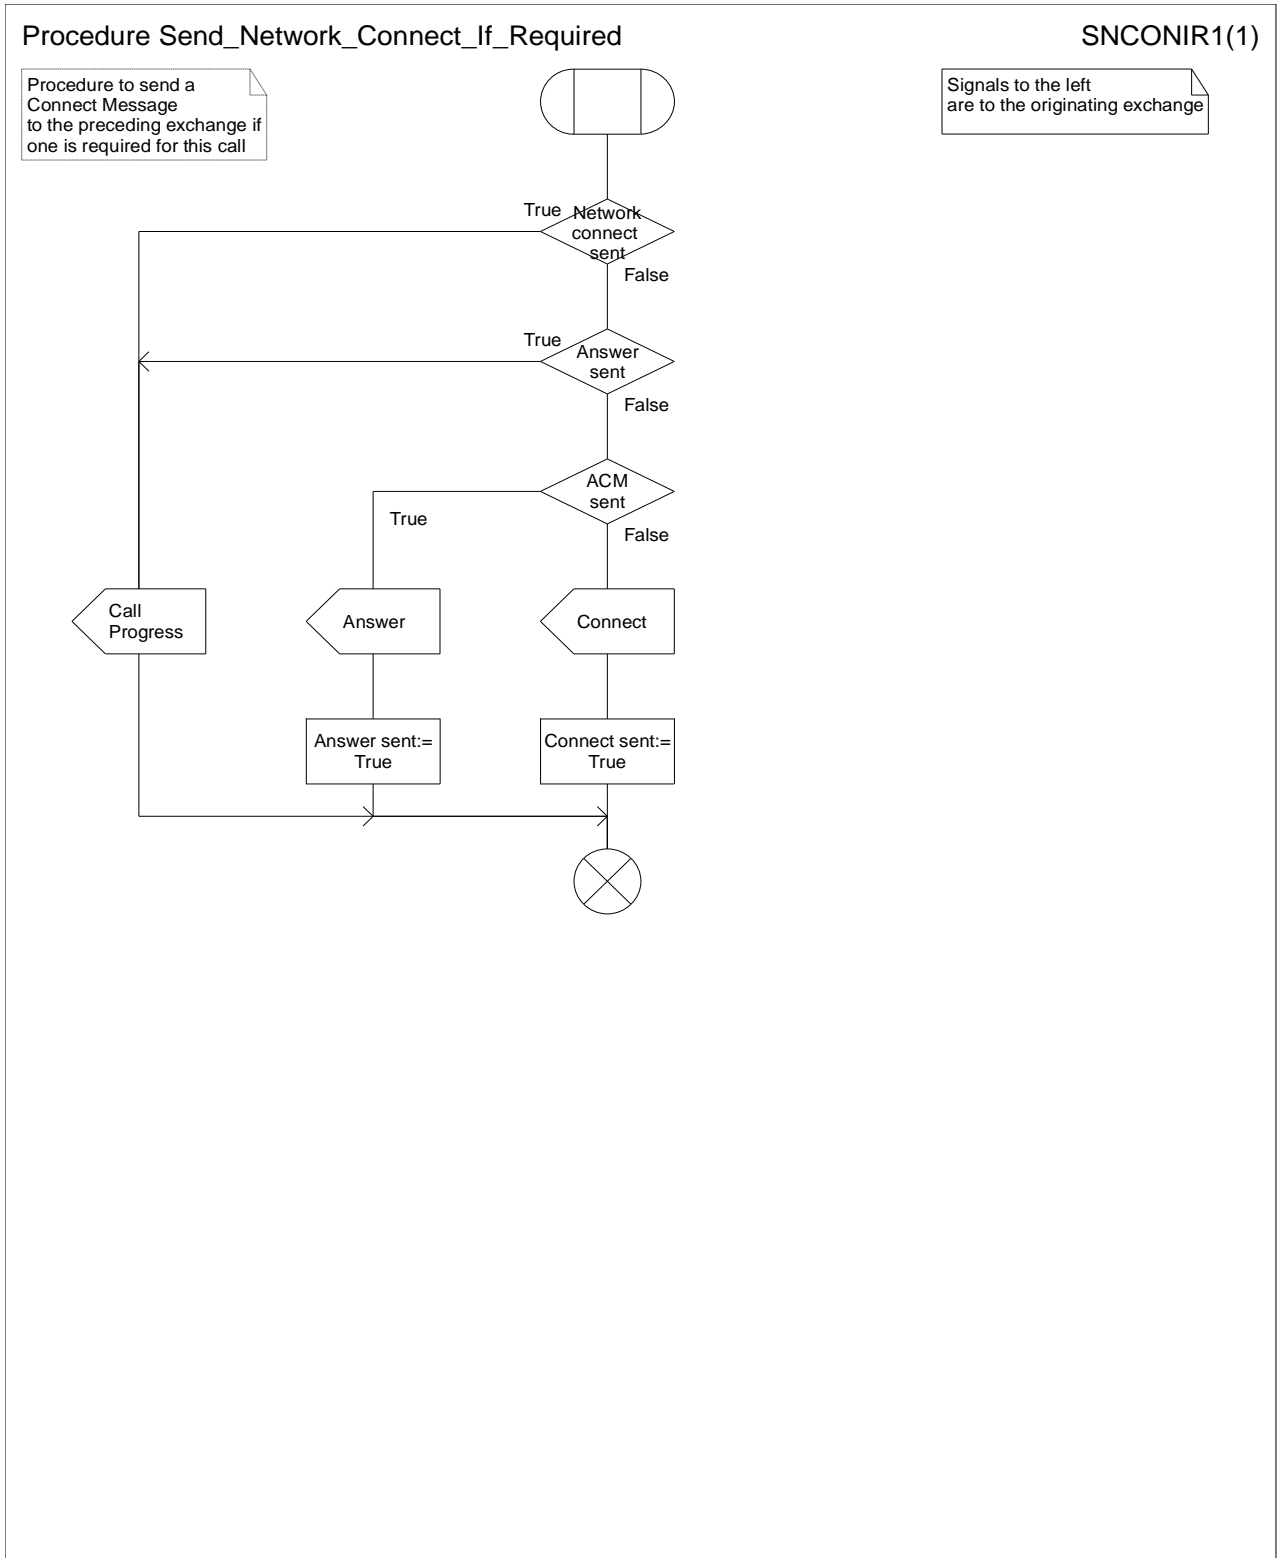 Procedure Send_Network_Connect_If_Required
SNCONIR1(1)
Procedure to send a
Connect Message
to the preceding exchange if
one is required for this call
Signals to the left
are to the originating exchange
True
Network
connect
sent
False
True
Answer
sent
False
ACM
sent
True
False
Call
Progress
Answer
Connect
Answer sent:=
True
Connect sent:=
True